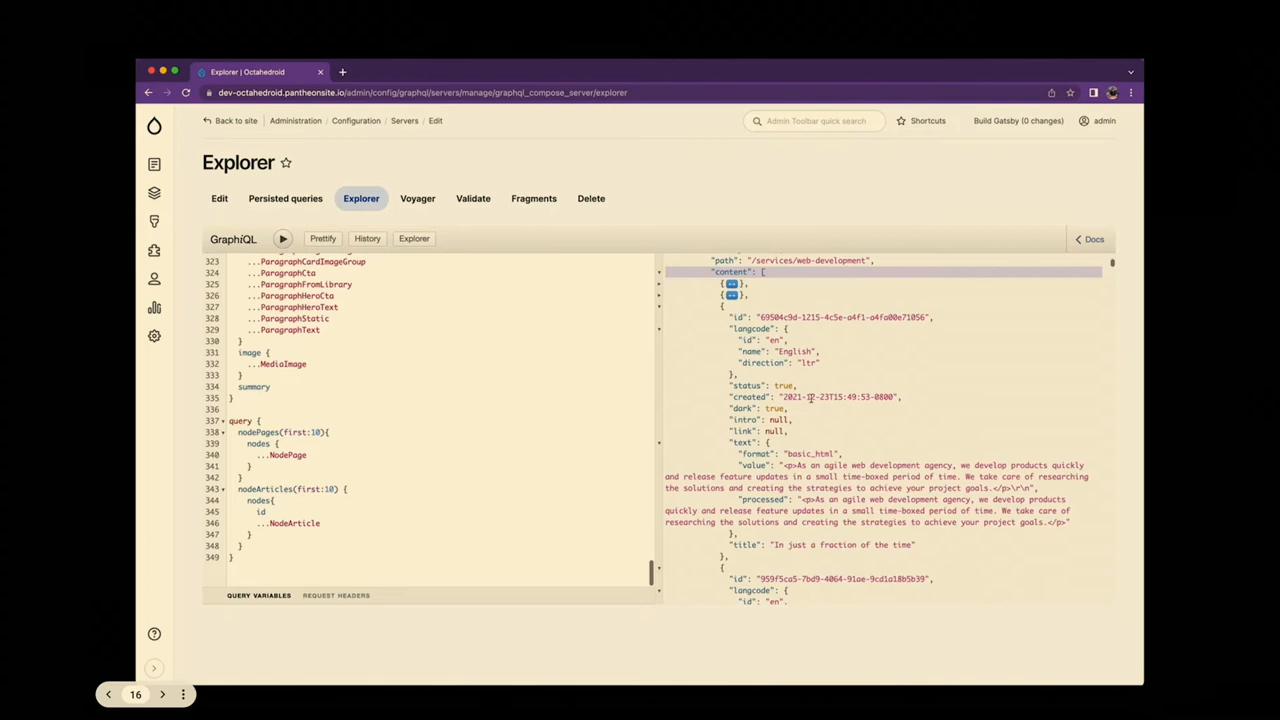 Explorer | Octahedroid
dev-octahedroid.pantheonsite.io/admin/config/graphql/servers/manage/graphql_compose_server/explorer
Back to site Administration Configuration Servers Edit Admin Toolbar quick search Shortcuts Build Gatsby (0 changes) admin
Explorer
Edit Persisted queries Explorer Voyager Validate Fragments Delete
GraphiQL Prettify History Explorer Docs
323
324 ...ParagraphCardImageGroup
325 ...ParagraphCta
325 ...ParagraphFromLibrary
326 ...ParagraphHeroCta
327 ...ParagraphHeroText
328 ...ParagraphStatic
329 ...ParagraphText
330 }
331 image {
332 ...MediaImage
333 }
334 summary
335 }
336
337 query {
338 nodePages(first:10){
339 nodes {
340 ...NodePage
341 }
342 }
343 nodeArticles(first:10) {
344 nodes{
345 id
346 ...NodeArticle
347 }
348 }
349 }
QUERY VARIABLES REQUEST HEADERS
"path": "/services/web-development",
"content": [
{↔},
{↔},
{
"id": "69504c9d-1215-4c5e-a4f1-a4fa00e71056",
"langcode": {
"id": "en",
"name": "English",
"direction": "ltr"
},
"status": true,
"created": "2021-12-23T15:49:53-0800",
"dark": true,
"intro": null,
"link": null,
"text": {
"format": "basic_html",
"value": "<p>As an agile web development agency, we develop products quickly
and release feature updates in a small time-boxed period of time. We take care of researching
the solutions and creating the strategies to achieve your project goals.</p>\r\n",
"processed": "<p>As an agile web development agency, we develop products
quickly and release feature updates in a small time-boxed period of time. We take care of
researching the solutions and creating the strategies to achieve your project goals.</p>"
},
"title": "In just a fraction of the time"
},
{
"id": "959f5ca5-7bd9-4064-91ae-9cd1a18b5b39",
"langcode": {
"id": "en",
16